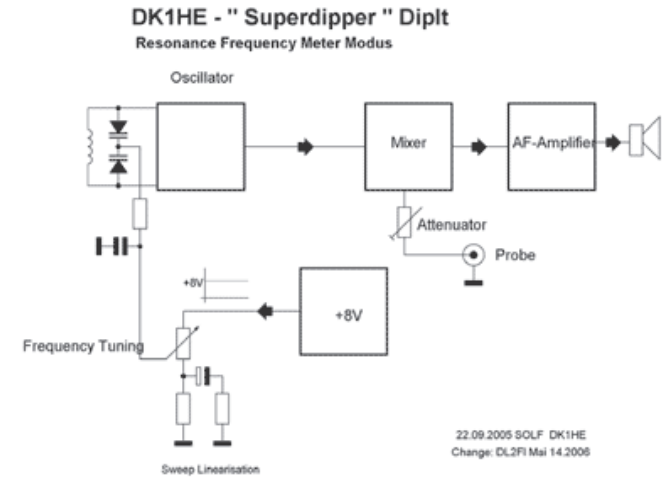 DK1HE - " Superdipper " Diplt
Resonance Frequency Meter Modus
Oscillator
Mixer
AF-Amplifier
Attenuator
Probe
+8V
+8V
Frequency Tuning
22.09.2005 SOLF DK1HE
Change: DL2FI Mai 14.2006
Sweep Linearisation